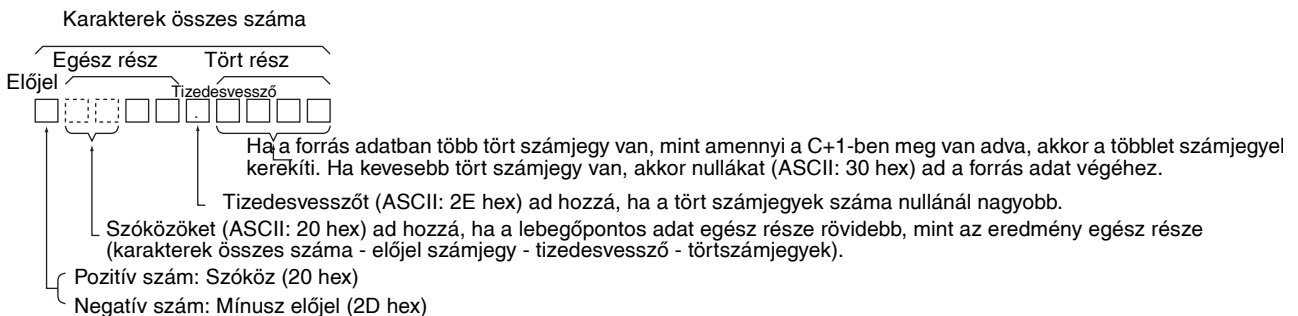 Karakterek összes száma
Egész rész Tört rész
Előjel
Tizedesvessző
.
Ha a forrás adatban több tört számjegy van, mint amennyi a C+1-ben meg van adva, akkor a többlet számjegyel
kerekíti. Ha kevesebb tört számjegy van, akkor nullákat (ASCII: 30 hex) ad a forrás adat végéhez.
Tizedesvesszőt (ASCII: 2E hex) ad hozzá, ha a tört számjegyek száma nullánál nagyobb.
Szóközöket (ASCII: 20 hex) ad hozzá, ha a lebegőpontos adat egész része rövidebb, mint az eredmény egész része
(karakterek összes száma - előjel számjegy - tizedesvessző - törtszámjegyek).
Pozitív szám: Szóköz (20 hex)
Negatív szám: Mínusz előjel (2D hex)